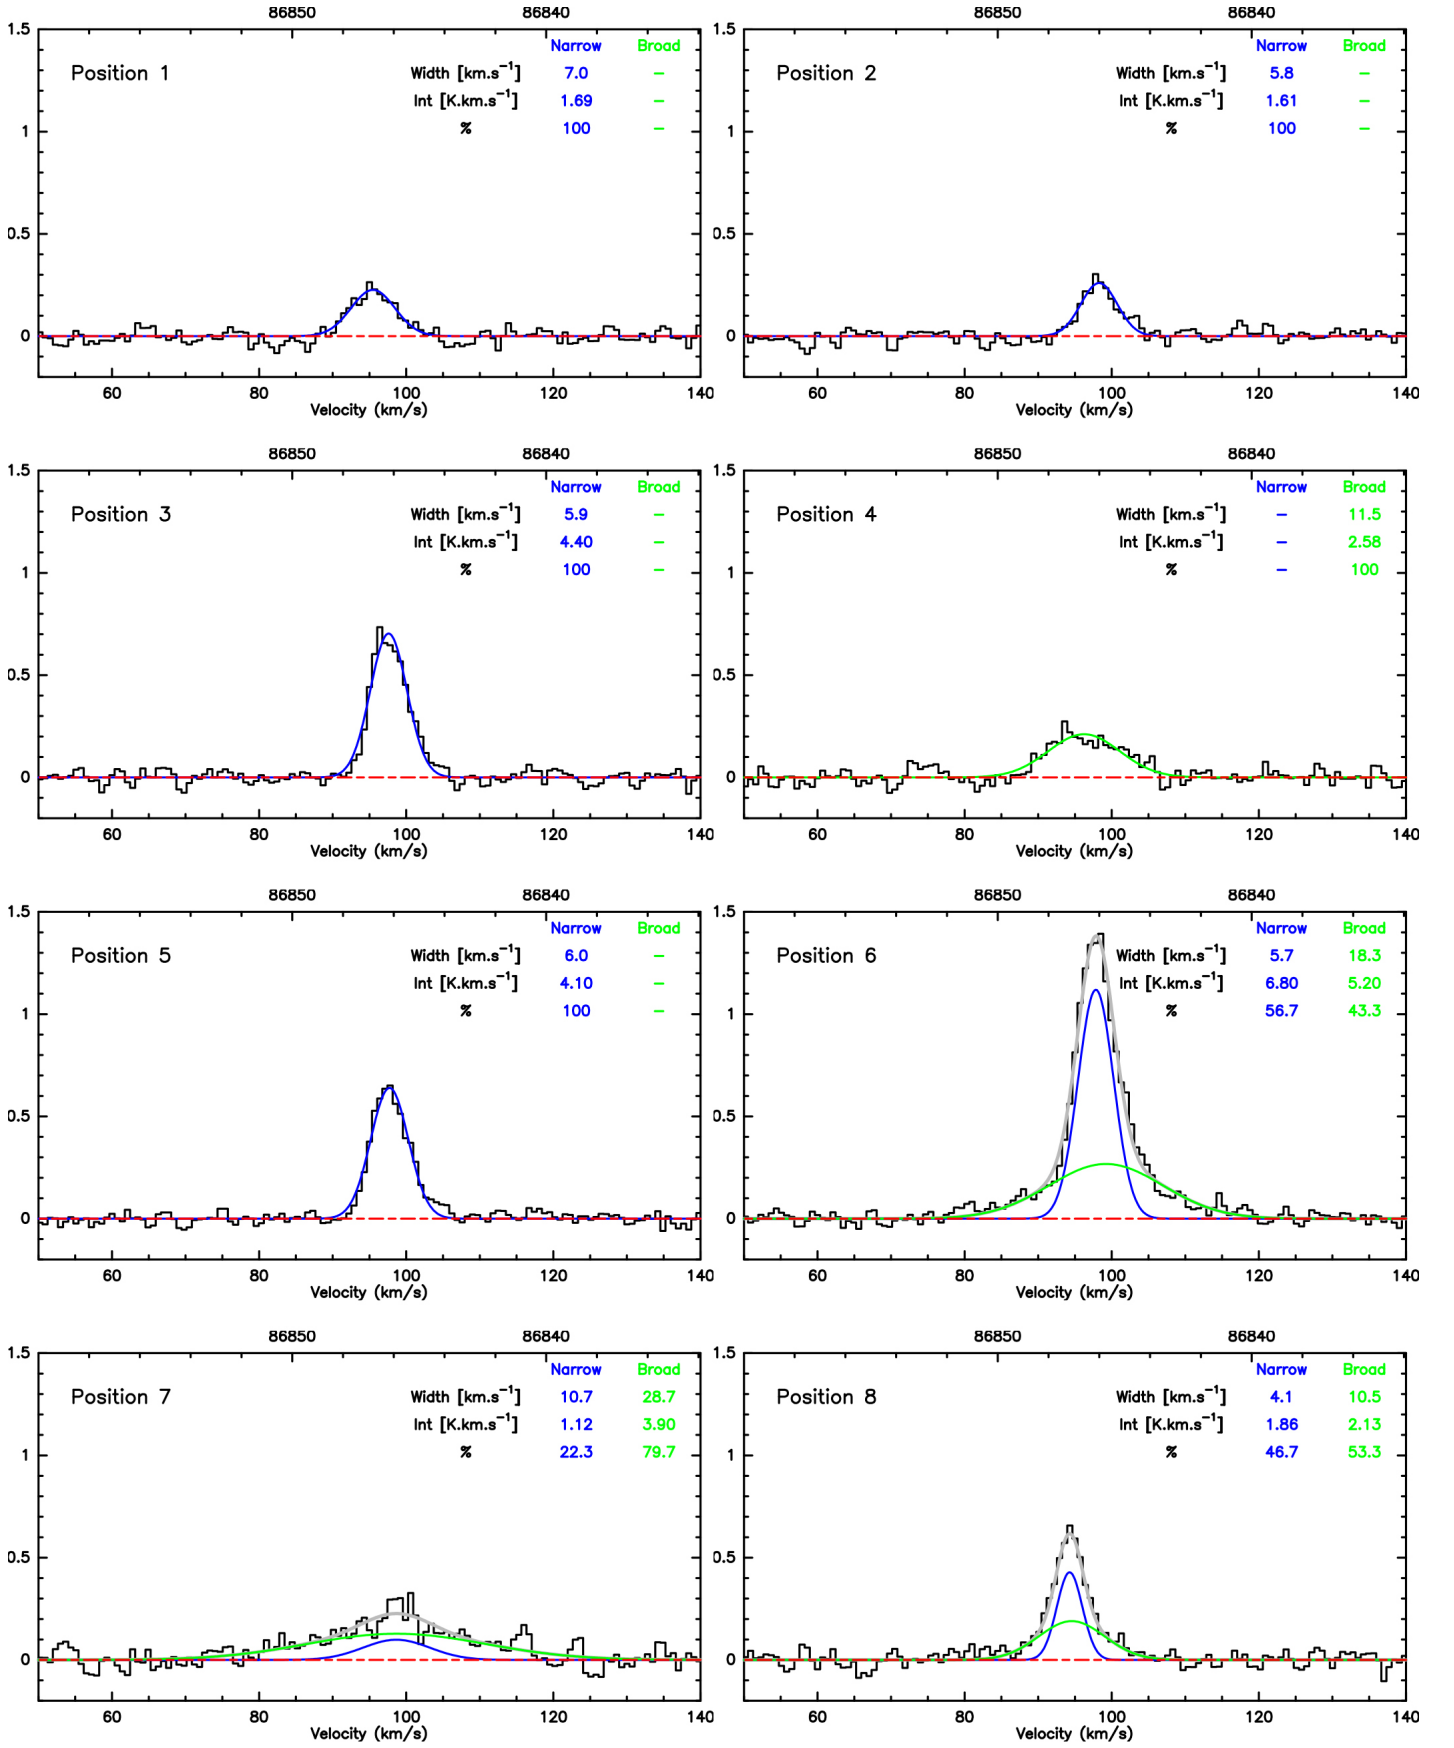 86850 86840 86850 86840
1.5 Narrow Broad 1.5 Narrow Broad
Position 1 Width [km.s⁻¹] 7.0 – Position 2 Width [km.s⁻¹] 5.8 –
Int [K.km.s⁻¹] 1.69 – Int [K.km.s⁻¹] 1.61 –
1 % 100 – 1 % 100 –
0.5 0.5
0 0
60 80 100 120 140 60 80 100 120 140
Velocity (km/s) Velocity (km/s)
86850 86840 86850 86840
1.5 Narrow Broad 1.5 Narrow Broad
Position 3 Width [km.s⁻¹] 5.9 – Position 4 Width [km.s⁻¹] – 11.5
Int [K.km.s⁻¹] 4.40 – Int [K.km.s⁻¹] – 2.58
1 % 100 – 1 % – 100
0.5 0.5
0 0
60 80 100 120 140 60 80 100 120 140
Velocity (km/s) Velocity (km/s)
86850 86840 86850 86840
1.5 Narrow Broad 1.5 Narrow Broad
Position 5 Width [km.s⁻¹] 6.0 – Position 6 Width [km.s⁻¹] 5.7 18.3
Int [K.km.s⁻¹] 4.10 – Int [K.km.s⁻¹] 6.80 5.20
1 % 100 – 1 % 56.7 43.3
0.5 0.5
0 0
60 80 100 120 140 60 80 100 120 140
Velocity (km/s) Velocity (km/s)
86850 86840 86850 86840
1.5 Narrow Broad 1.5 Narrow Broad
Position 7 Width [km.s⁻¹] 10.7 28.7 Position 8 Width [km.s⁻¹] 4.1 10.5
Int [K.km.s⁻¹] 1.12 3.90 Int [K.km.s⁻¹] 1.86 2.13
1 % 22.3 79.7 1 % 46.7 53.3
0.5 0.5
0 0
60 80 100 120 140 60 80 100 120 140
Velocity (km/s) Velocity (km/s)